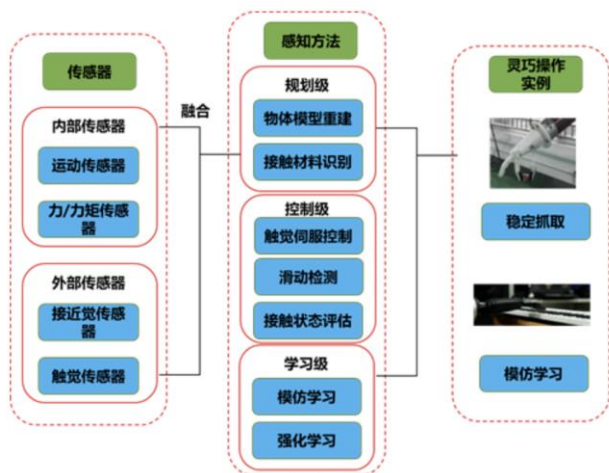 传感器
内部传感器
运动传感器
力/力矩传感
器
外部传感器
接近觉传感
器
触觉传感器
融合
感知方法
规划级
物体模型重建
接触材料识别
控制级
触觉伺服控制
滑动检测
接触状态评估
学习级
模仿学习
强化学习
灵巧操作
实例
稳定抓取
模仿学习